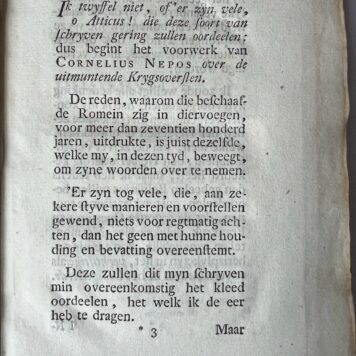 Ik twyffel niet, of 'er zyn vele,
o Atticus! die deze soort van
schryven gering zullen oordeelen:
dus begint het voorwerk van
CORNELIUS NEPOS over de
uitmuntende Krygsoversten.
De reden, waarom die beschaaf-
de Romein zig in diervoegen,
voor meer dan zeventien honderd
jaren, uitdrukte, is juist dezelfde,
welke my, in dezen tyd, beweegt,
om zyne woorden over te nemen.
'Er zyn tog vele, die, aan ze-
kere styve manieren en voorstellen
gewend, niets voor regtmatig ach-
ten, dan het geen met hunne hou-
ding en bevatting overeenstemt.
Deze zullen dit myn schryven
min overeenkomstig het kleed
oordeelen, het welk ik de eer
heb te dragen.
* 3 Maar